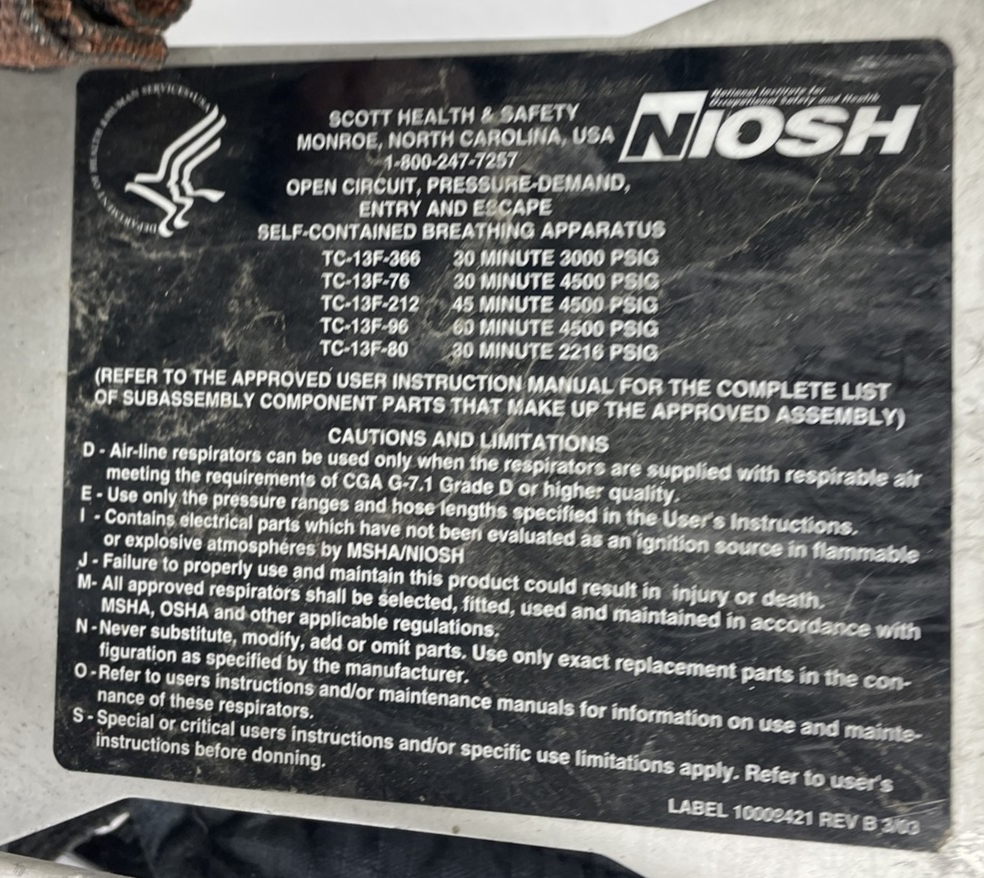 DEPARTMENT OF HEALTH & HUMAN SERVICES • USA
National Institute for
Occupational Safety and Health
NIOSH
SCOTT HEALTH & SAFETY
MONROE, NORTH CAROLINA, USA
1-800-247-7257
OPEN CIRCUIT, PRESSURE-DEMAND,
ENTRY AND ESCAPE
SELF-CONTAINED BREATHING APPARATUS
TC-13F-366 30 MINUTE 3000 PSIG
TC-13F-76 30 MINUTE 4500 PSIG
TC-13F-212 45 MINUTE 4500 PSIG
TC-13F-96 60 MINUTE 4500 PSIG
TC-13F-80 30 MINUTE 2216 PSIG
(REFER TO THE APPROVED USER INSTRUCTION MANUAL FOR THE COMPLETE LIST
OF SUBASSEMBLY COMPONENT PARTS THAT MAKE UP THE APPROVED ASSEMBLY)
CAUTIONS AND LIMITATIONS
D - Air-line respirators can be used only when the respirators are supplied with respirable air
meeting the requirements of CGA G-7.1 Grade D or higher quality.
E - Use only the pressure ranges and hose lengths specified in the User's Instructions.
I - Contains electrical parts which have not been evaluated as an ignition source in flammable
or explosive atmospheres by MSHA/NIOSH
J - Failure to properly use and maintain this product could result in injury or death.
M- All approved respirators shall be selected, fitted, used and maintained in accordance with
MSHA, OSHA and other applicable regulations.
N - Never substitute, modify, add or omit parts. Use only exact replacement parts in the con-
figuration as specified by the manufacturer.
O - Refer to users instructions and/or maintenance manuals for information on use and mainte-
nance of these respirators.
S - Special or critical users instructions and/or specific use limitations apply. Refer to user's
instructions before donning.
LABEL 10009421 REV B 3/03